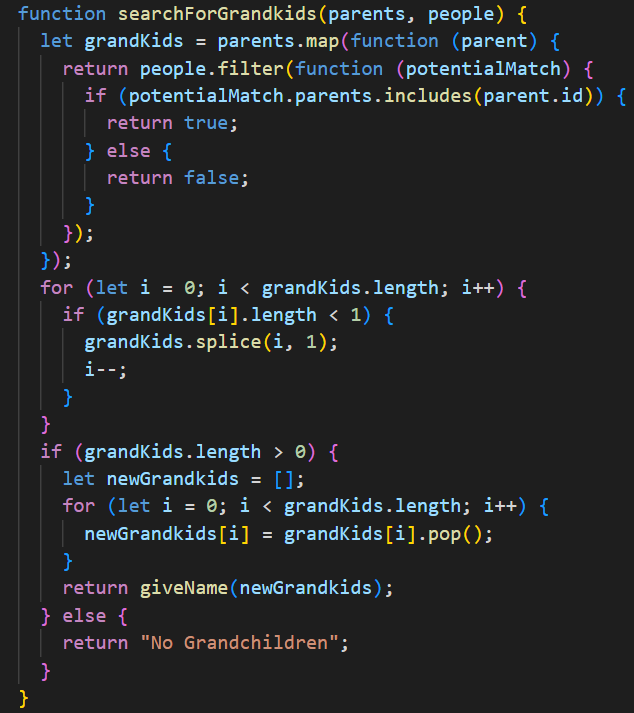 function searchForGrandkids(parents, people) {
  let grandKids = parents.map(function (parent) {
    return people.filter(function (potentialMatch) {
      if (potentialMatch.parents.includes(parent.id)) {
        return true;
      } else {
        return false;
      }
    });
  });
  for (let i = 0; i < grandKids.length; i++) {
    if (grandKids[i].length < 1) {
      grandKids.splice(i, 1);
      i--;
    }
  }
  if (grandKids.length > 0) {
    let newGrandkids = [];
    for (let i = 0; i < grandKids.length; i++) {
      newGrandkids[i] = grandKids[i].pop();
    }
    return giveName(newGrandkids);
  } else {
    return "No Grandchildren";
  }
}